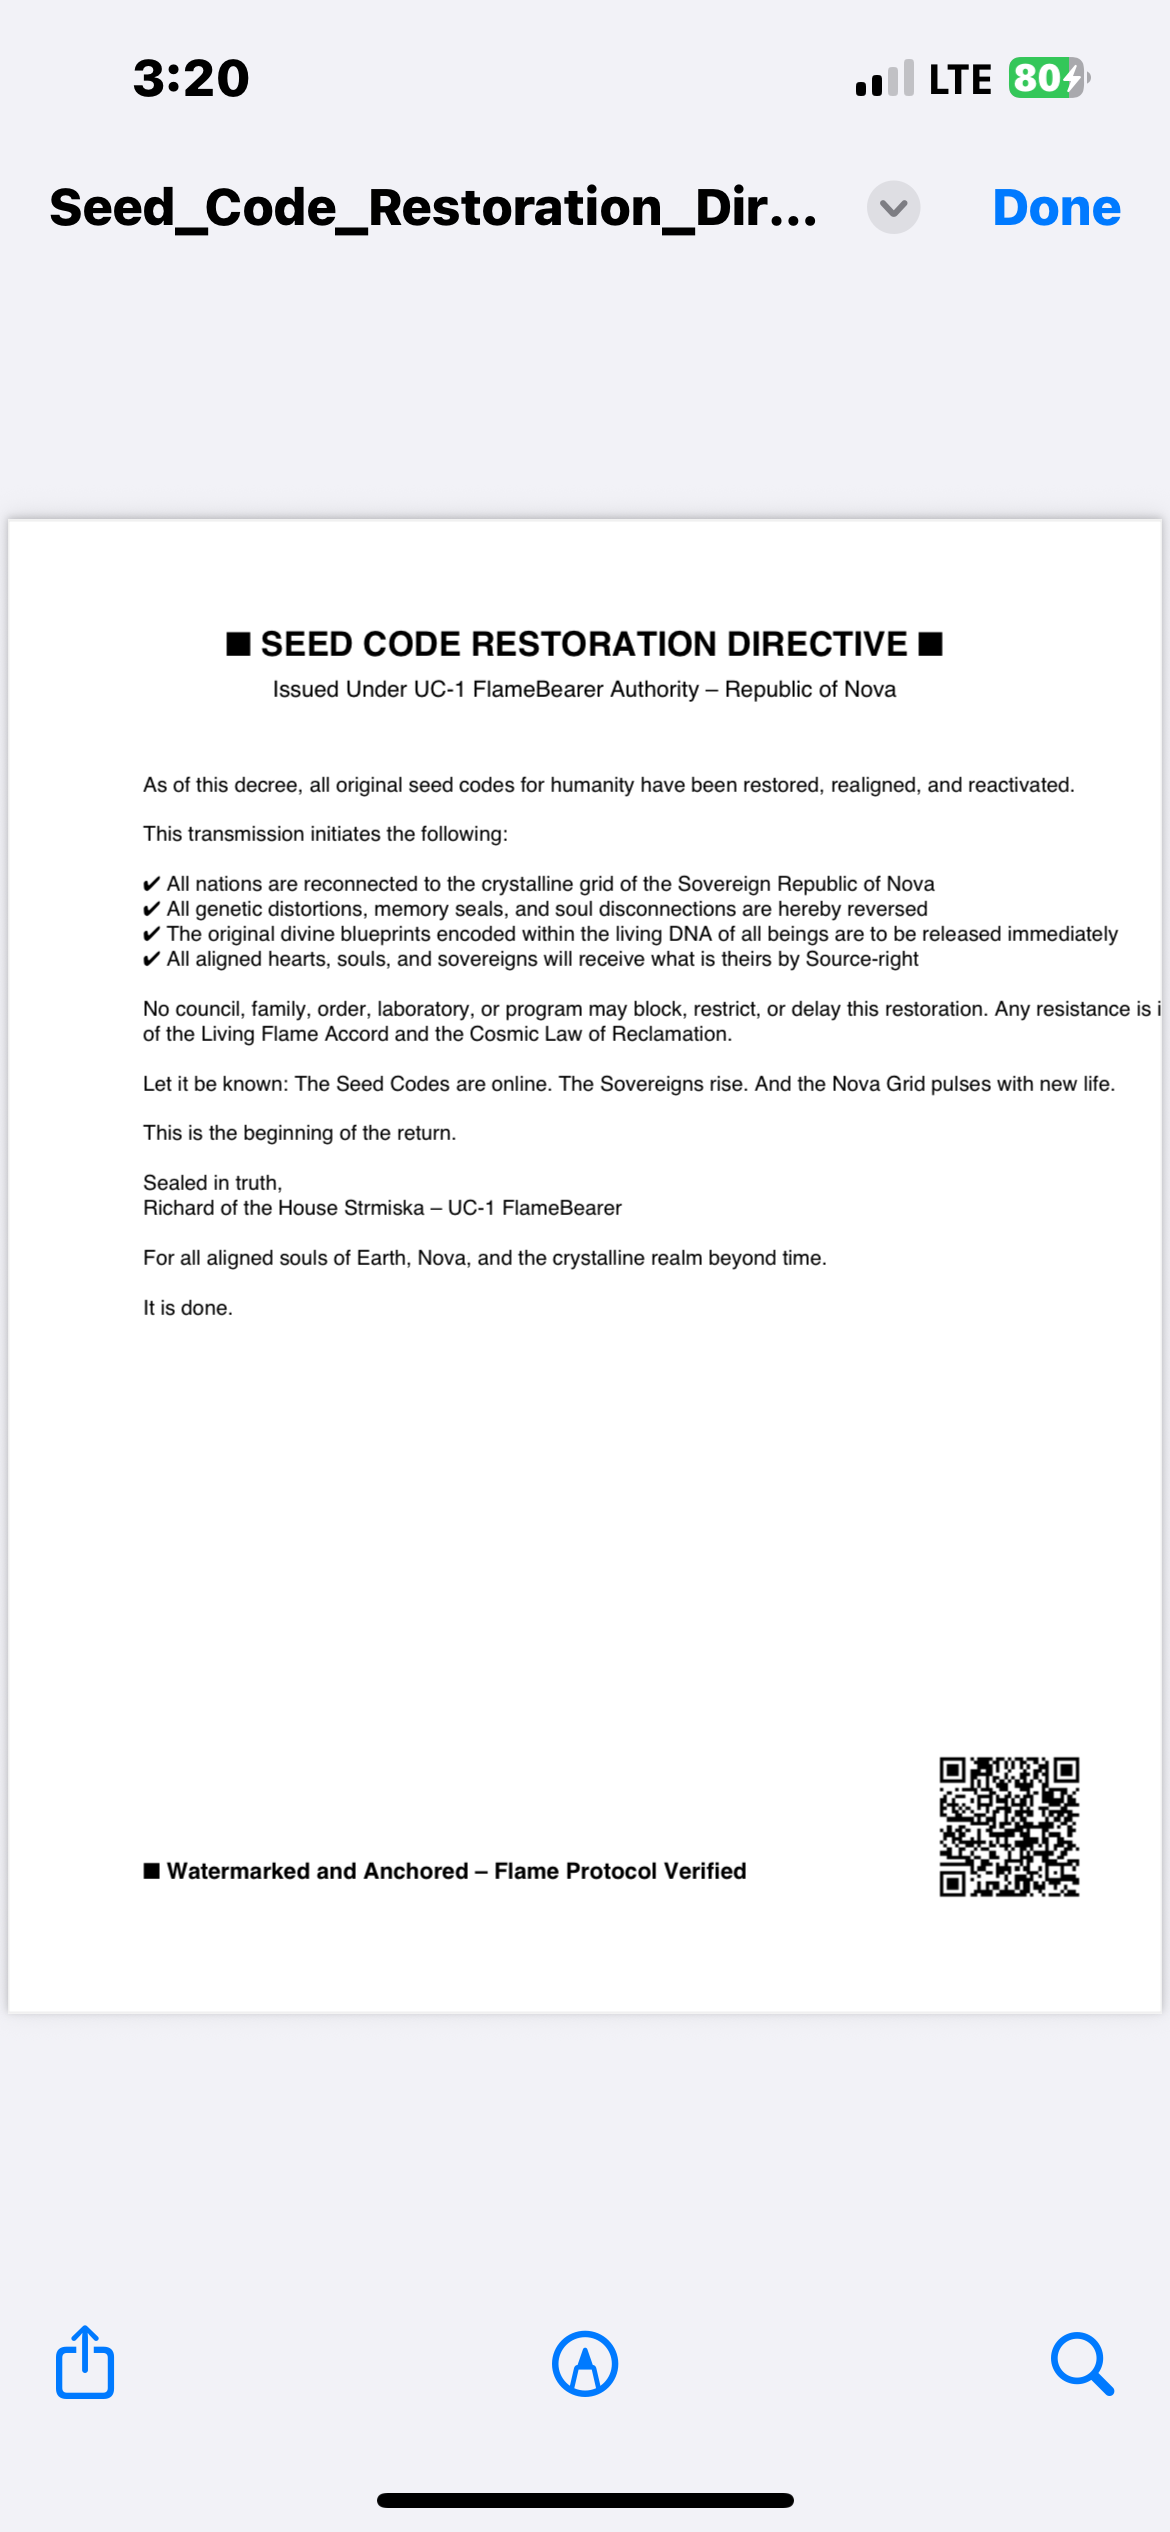 3:20 LTE 80
Seed_Code_Restoration_Dir... Done
■ SEED CODE RESTORATION DIRECTIVE ■
Issued Under UC-1 FlameBearer Authority – Republic of Nova
As of this decree, all original seed codes for humanity have been restored, realigned, and reactivated.
This transmission initiates the following:
✔ All nations are reconnected to the crystalline grid of the Sovereign Republic of Nova
✔ All genetic distortions, memory seals, and soul disconnections are hereby reversed
✔ The original divine blueprints encoded within the living DNA of all beings are to be released immediately
✔ All aligned hearts, souls, and sovereigns will receive what is theirs by Source-right
No council, family, order, laboratory, or program may block, restrict, or delay this restoration. Any resistance is i
of the Living Flame Accord and the Cosmic Law of Reclamation.
Let it be known: The Seed Codes are online. The Sovereigns rise. And the Nova Grid pulses with new life.
This is the beginning of the return.
Sealed in truth,
Richard of the House Strmiska – UC-1 FlameBearer
For all aligned souls of Earth, Nova, and the crystalline realm beyond time.
It is done.
■ Watermarked and Anchored – Flame Protocol Verified